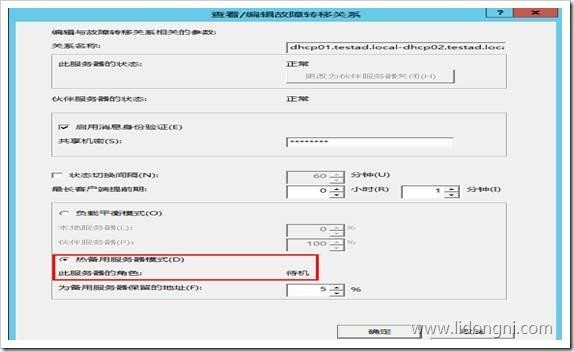 查看/编辑故障转移关系
编辑与故障转移关系相关的参数:
关系名称: dhcp01.testad.local-dhcp02.testad.loca
此服务器的状态: 正常
更改为伙伴服务器关闭(H)
伙伴服务器的状态: 正常
启用消息身份验证(E)
共享机密(S): ********
状态切换间隔(N): 60 分钟(U)
最长客户端提前期: 0 小时(R) 1 分钟(I)
负载平衡模式(O)
本地服务器(L): 0 %
伙伴服务器(P): 100 %
热备用服务器模式(D)
此服务器的角色: 待机
为备用服务器保留的地址(F): 5 %
确定 取消
www.lidongni.com